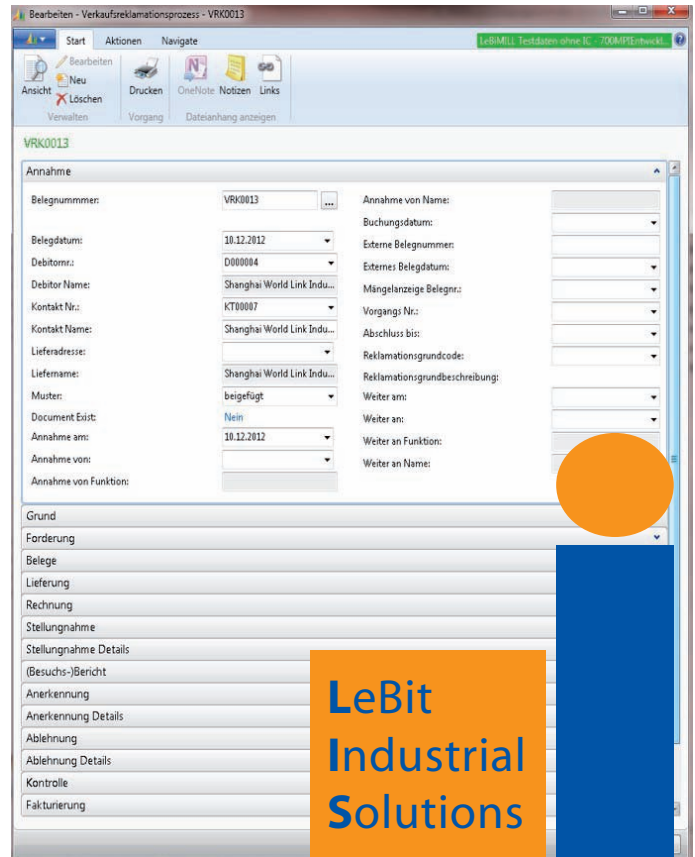 Bearbeiten - Verkaufsreklamationsprozess - VRK0013
Start Aktionen Navigate
LeBiMILL Testdaten ohne IC - 700MPIEntwickl...
Ansicht
Bearbeiten
Neu
Löschen
Drucken
OneNote Notizen Links
Verwalten Vorgang Dateianhang anzeigen
VRK0013
Annahme
Belegnummmer: VRK0013 ...
Belegdatum: 10.12.2012
Debitornr.: D000004
Debitor Name: Shanghai World Link Indu...
Kontakt Nr.: KT00007
Kontakt Name: Shanghai World Link Indu...
Lieferadresse:
Liefername: Shanghai World Link Indu...
Muster: beigefügt
Document Exist: Nein
Annahme am: 10.12.2012
Annahme von:
Annahme von Funktion:
Annahme von Name:
Buchungsdatum:
Externe Belegnummer:
Externes Belegdatum:
Mängelanzeige Belegnr.:
Vorgangs Nr.:
Abschluss bis:
Reklamationsgrundcode:
Reklamationsgrundbeschreibung:
Weiter am:
Weiter an:
Weiter an Funktion:
Weiter an Name:
Grund
Forderung
Belege
Lieferung
Rechnung
Stellungnahme
Stellungnahme Details
(Besuchs-)Bericht
Anerkennung
Anerkennung Details
Ablehnung
Ablehnung Details
Kontrolle
Fakturierung
LeBit
Industrial
Solutions